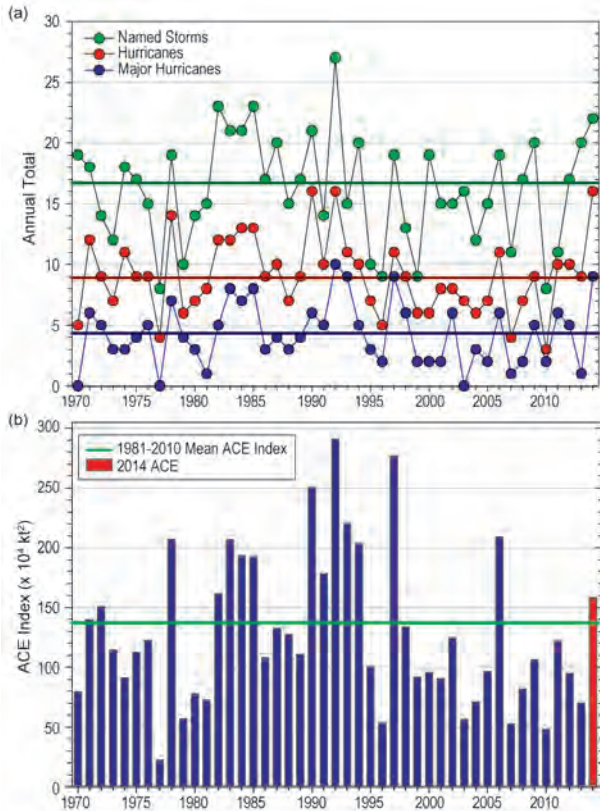 (a)
30
Named Storms
Hurricanes
Major Hurricanes
25
20
15
10
5
0
Annual Total
1970 1975 1980 1985 1990 1995 2000 2005 2010
(b)
300
1981-2010 Mean ACE Index
2014 ACE
250
200
150
100
50
0
ACE Index (x 10⁴ kt²)
1970 1975 1980 1985 1990 1995 2000 2005 2010